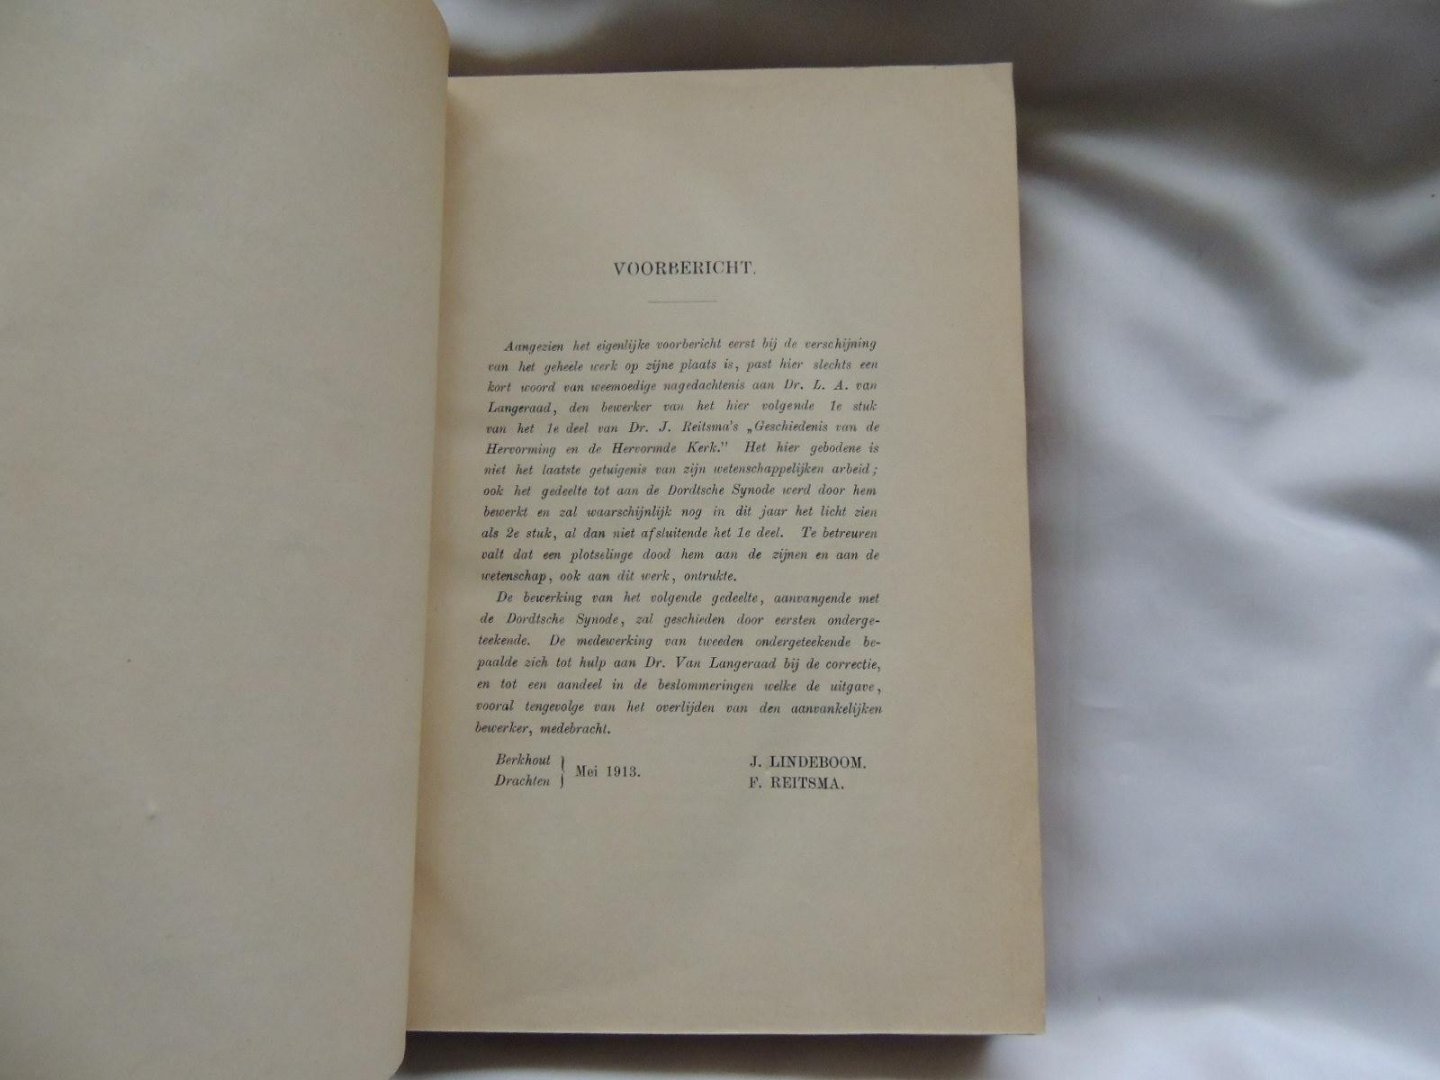 VOORBERICHT.
Aangezien het eigenlijke voorbericht eerst bij de verschijning
van het geheele werk op zijne plaats is, past hier slechts een
kort woord van weemoedige nagedachtenis aan Dr. L. A. van
Langeraad, den bewerker van het hier volgende 1e stuk
van het 1e deel van Dr. J. Reitsma's „Geschiedenis van de
Hervorming en de Hervormde Kerk.” Het hier gebodene is
niet het laatste getuigenis van zijn wetenschappelijken arbeid;
ook het gedeelte tot aan de Dordtsche Synode werd door hem
bewerkt en zal waarschijnlijk nog in dit jaar het licht zien
als 2e stuk, al dan niet afsluitende het 1e deel. Te betreuren
valt dat een plotselinge dood hem aan de zijnen en aan de
wetenschap, ook aan dit werk, ontrukte.
De bewerking van het volgende gedeelte, aanvangende met
de Dordtsche Synode, zal geschieden door eersten onderge-
teekende. De medewerking van tweeden ondergeteekende be-
paalde zich tot hulp aan Dr. Van Langeraad bij de correctie,
en tot een aandeel in de beslommeringen welke de uitgave,
vooral tengevolge van het overlijden van den aanvankelijken
bewerker, medebracht.
Berkhout } Mei 1913. J. LINDEBOOM.
Drachten } F. REITSMA.